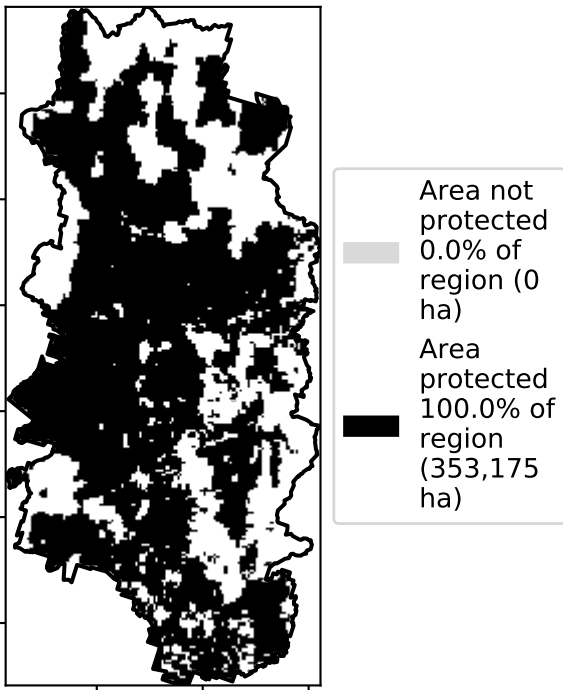 Area not
protected
0.0% of
region (0
ha)
Area
protected
100.0% of
region
(353,175
ha)